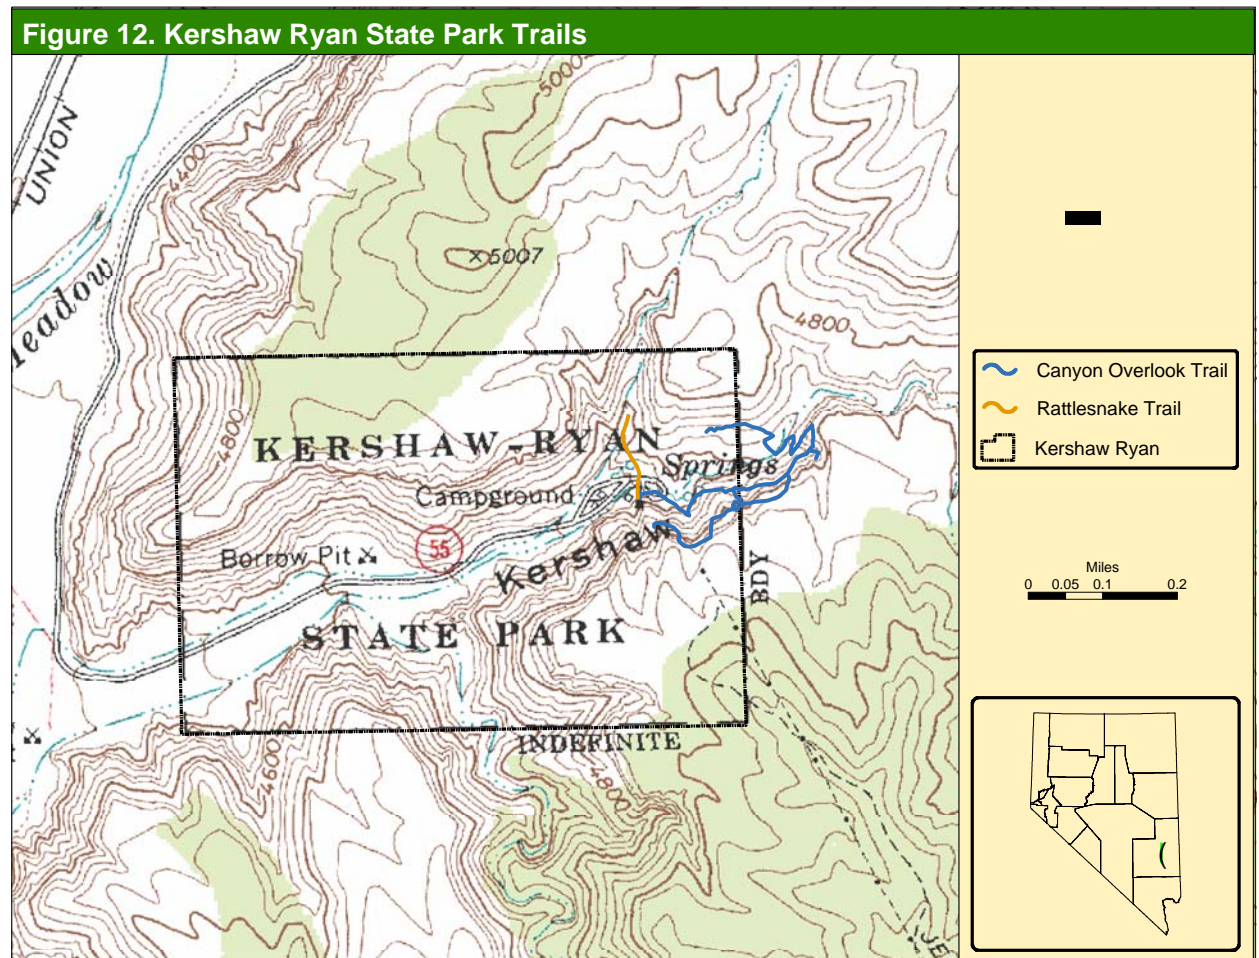 Figure 12. Kershaw Ryan State Park Trails
UNION
5000
4400
Meadow
×5007
4800
Canyon Overlook Trail
Rattlesnake Trail
Kershaw Ryan
4800
KERSHAW-RYAN
Springs
Campground
55
Borrow Pit
Kershaw
BDY
STATE PARK
Miles
0 0.05 0.1 0.2
INDEFINITE
4600
4800